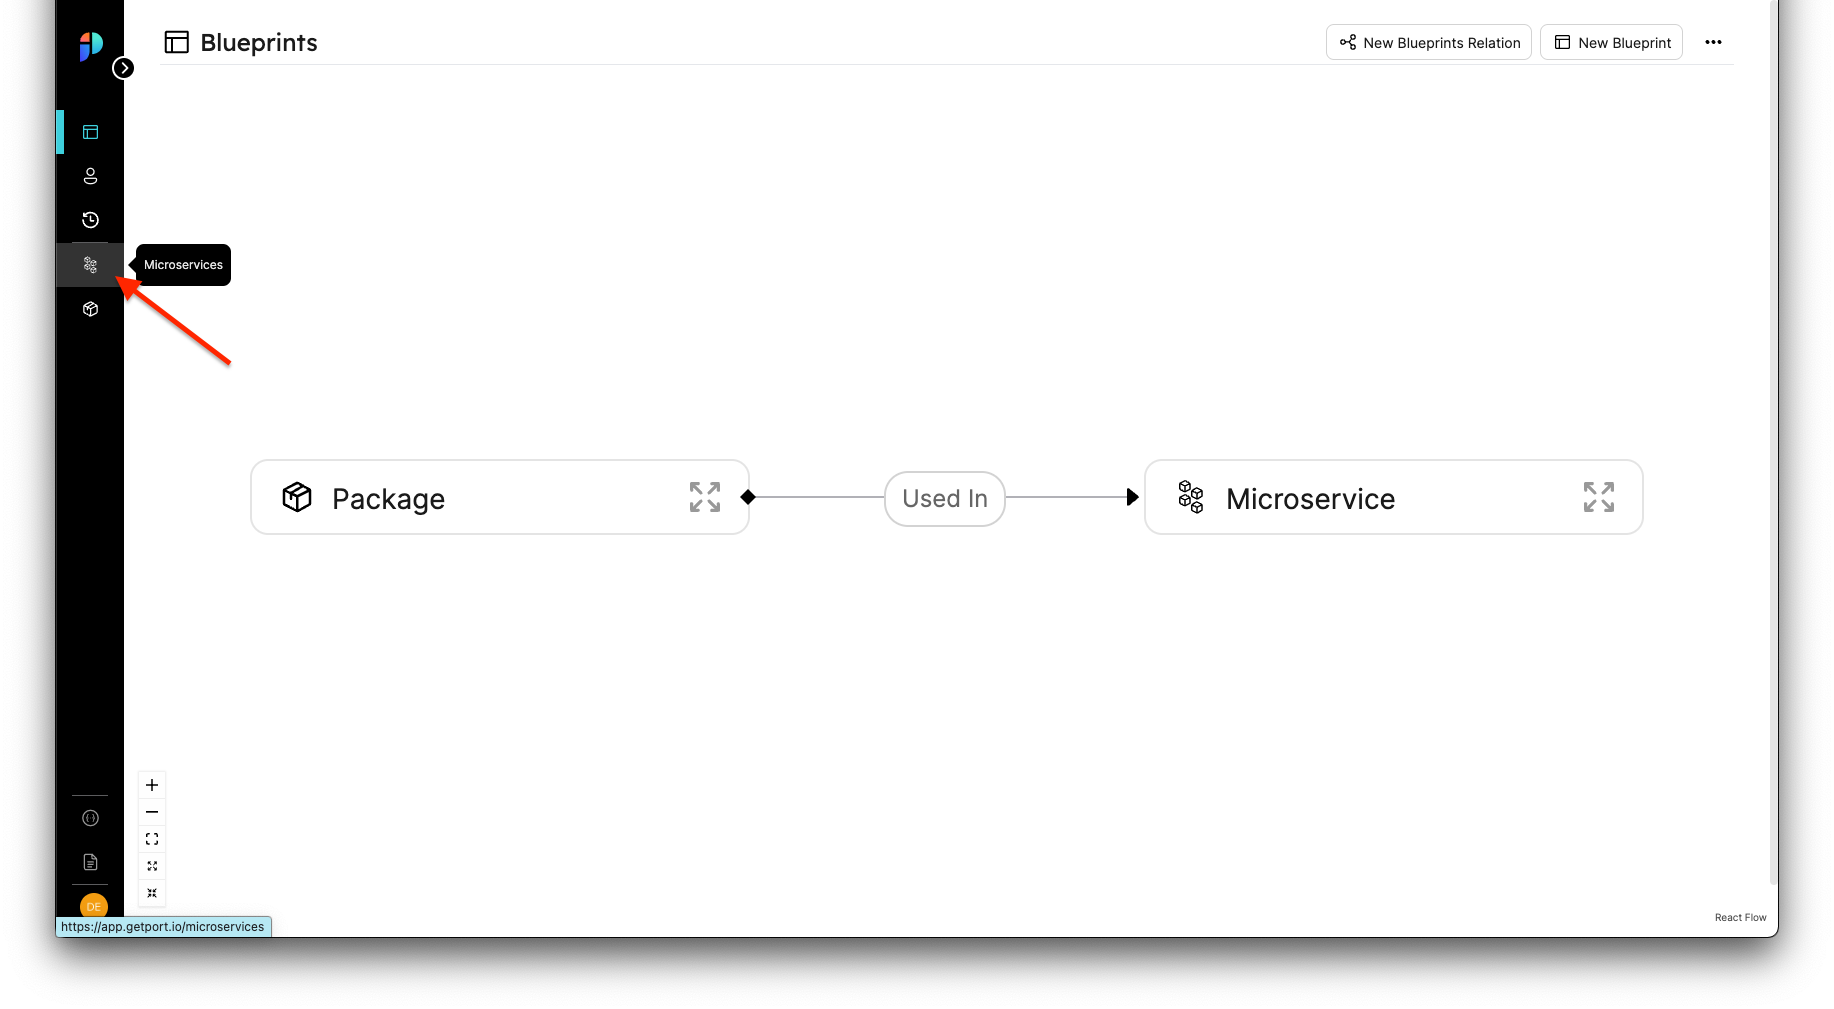 Blueprints
New Blueprints Relation
New Blueprint
Microservices
Package
Used In
Microservice
DE
https://app.getport.io/microservices
React Flow